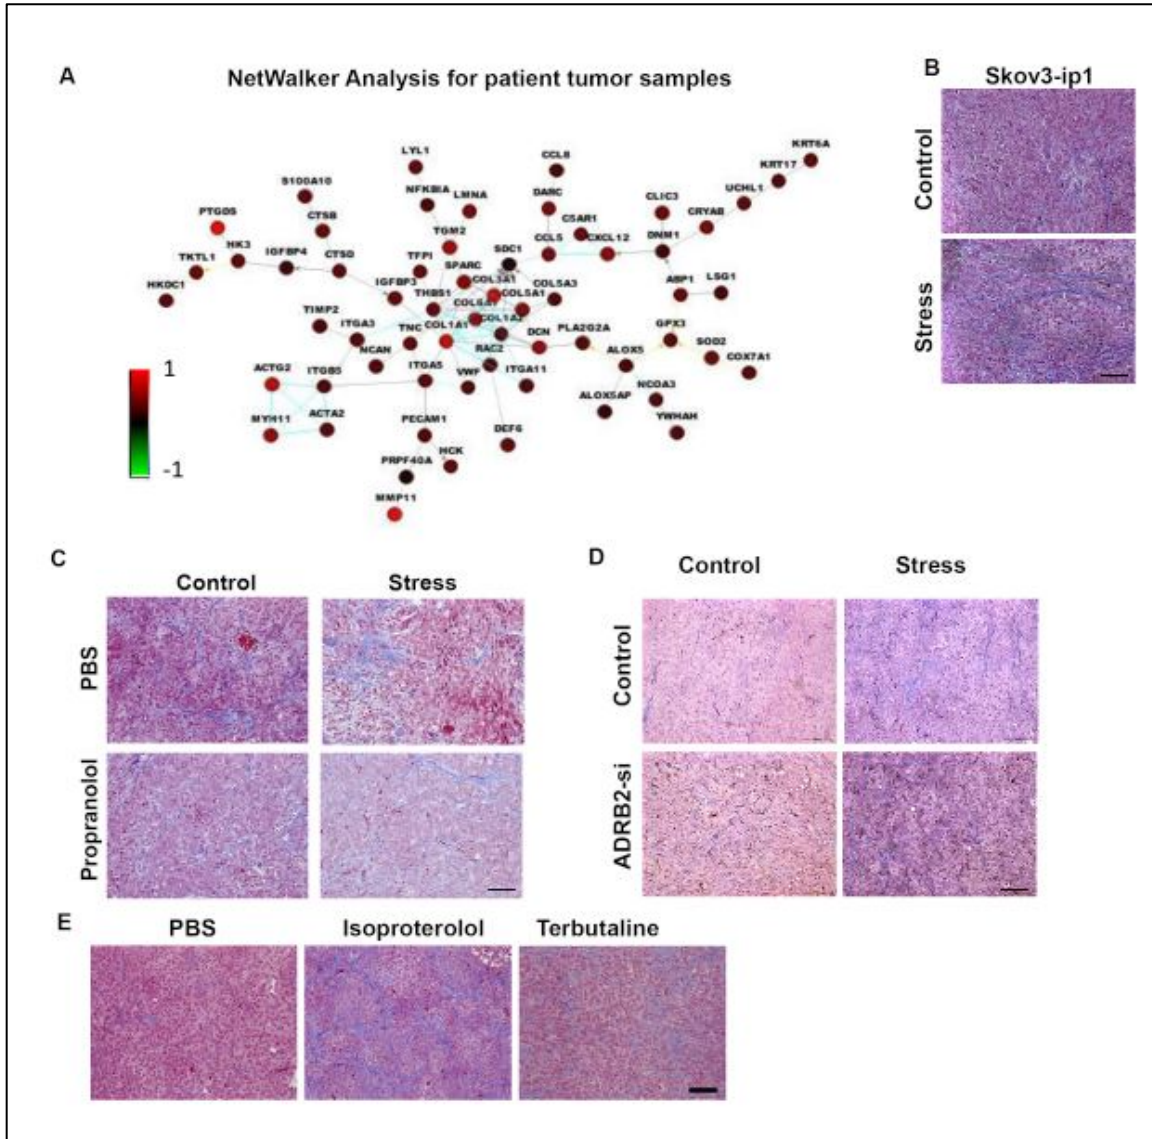 A
NetWalker Analysis for patient tumor samples
B
Skov3-ip1
Control
Stress
LYL1
CCL8
KRT6A
S100A10
NFKBIA
LMNA
DARC
CLIC3
KRT17
PTGDS
CTSB
TGM2
C5AR1
CRYAB
UCHL1
HK3
CCL5
CXCL12
DNM1
TKTL1
IGFBP4
CTSD
TFPI
SDC1
SPARC
HKDC1
IGFBP3
COL3A1
ABP1
LSG1
THBS1
COL5A1
COL5A3
TIMP2
ITGA3
TNC
COL1A1
COL1A2
DCN
PLA2G2A
GPX3
NCAN
RAC2
ALOX5
SOD2
ACTG2
ITGB5
ITGA5
VWF
ITGA11
COX7A1
MYH11
ACTA2
PECAM1
ALOX5AP
NCOA3
YWHAH
DEF6
PRPF40A
HCK
MMP11
1
-1
C
Control
Stress
PBS
Propranolol
D
Control
Stress
Control
ADRB2-si
E
PBS
Isoproterolol
Terbutaline